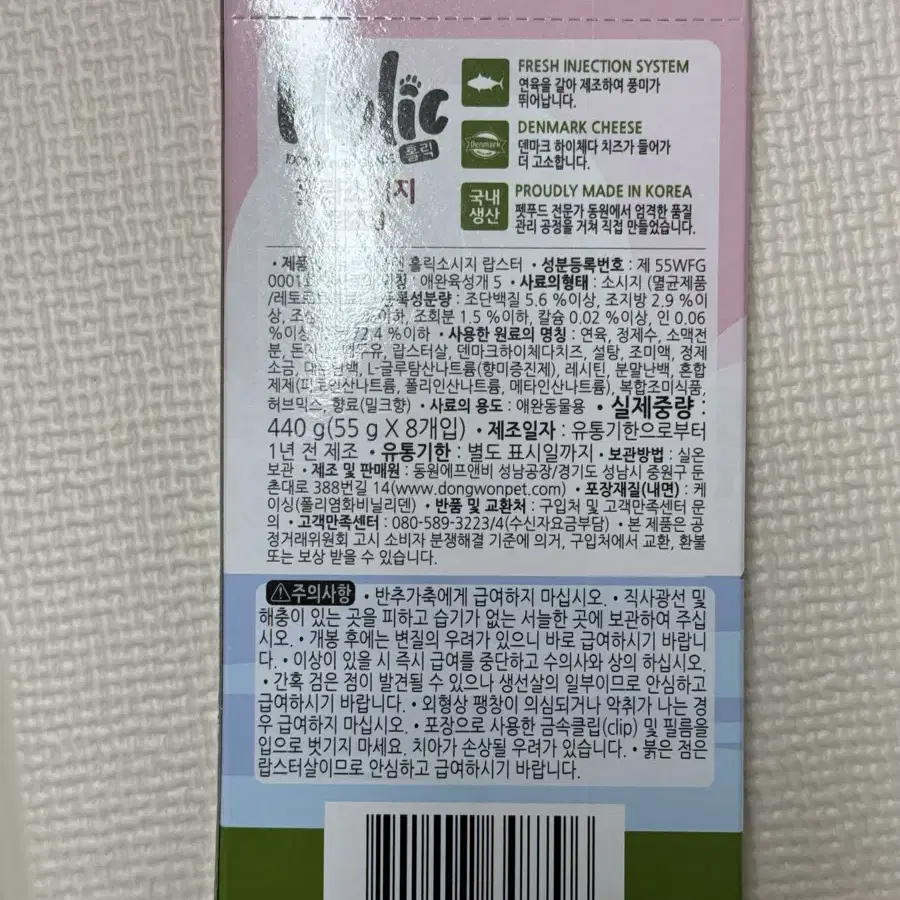 FRESH INJECTION SYSTEM
연육을 갈아 제조하여 풍미가
뛰어납니다.
DENMARK CHEESE
Denmark
덴마크 하이체다 치즈가 들어가
더 고소합니다.
홀릭
국내
생산
PROUDLY MADE IN KOREA
펫푸드 전문가 동원에서 엄격한 품질
관리 공정을 거쳐 직접 만들었습니다.
• 제품 홀릭소시지 랍스터 • 성분등록번호 : 제 55WFG
0001 : 애완육성개 5 • 사료의형태 : 소시지 (멸균제품
/레토르 록성분량 : 조단백질 5.6 %이상, 조지방 2.9 %이
상, 조 이하, 조회분 1.5 %이하, 칼슘 0.02 %이상, 인 0.06
%이상 72.4 %이하 • 사용한 원료의 명칭 : 연육, 정제수, 소맥전
분, 돈지 두유, 랍스터살, 덴마크하이체다치즈, 설탕, 조미액, 정제
소금, 대두단백, L-글루탐산나트륨(향미증진제), 레시틴, 분말난백, 혼합
제제(피로인산나트륨, 폴리인산나트륨, 메타인산나트륨), 복합조미식품,
허브믹스, 향료(밀크향) • 사료의 용도 : 애완동물용 • 실제중량 :
440 g(55 g X 8개입) • 제조일자 : 유통기한으로부터
1년 전 제조 • 유통기한 : 별도 표시일까지 • 보관방법 : 실온
보관 • 제조 및 판매원 : 동원에프앤비 성남공장/경기도 성남시 중원구 둔
촌대로 388번길 14(www.dongwonpet.com) • 포장재질(내면) : 케
이싱(폴리염화비닐리덴) • 반품 및 교환처 : 구입처 및 고객만족센터 문
의 • 고객만족센터 : 080-589-3223/4(수신자요금부담) • 본 제품은 공
정거래위원회 고시 소비자 분쟁해결 기준에 의거, 구입처에서 교환, 환불
또는 보상 받을 수 있습니다.
주의사항 • 반추가축에게 급여하지 마십시오. • 직사광선 및
해충이 있는 곳을 피하고 습기가 없는 서늘한 곳에 보관하여 주십
시오. • 개봉 후에는 변질의 우려가 있으니 바로 급여하시기 바랍니
다. • 이상이 있을 시 즉시 급여를 중단하고 수의사와 상의 하십시오.
• 간혹 검은 점이 발견될 수 있으나 생선살의 일부이므로 안심하고
급여하시기 바랍니다. • 외형상 팽창이 의심되거나 악취가 나는 경
우 급여하지 마십시오. • 포장으로 사용한 금속클립(clip) 및 필름을
입으로 벗기지 마세요. 치아가 손상될 우려가 있습니다. • 붉은 점은
랍스터살이므로 안심하고 급여하시기 바랍니다.